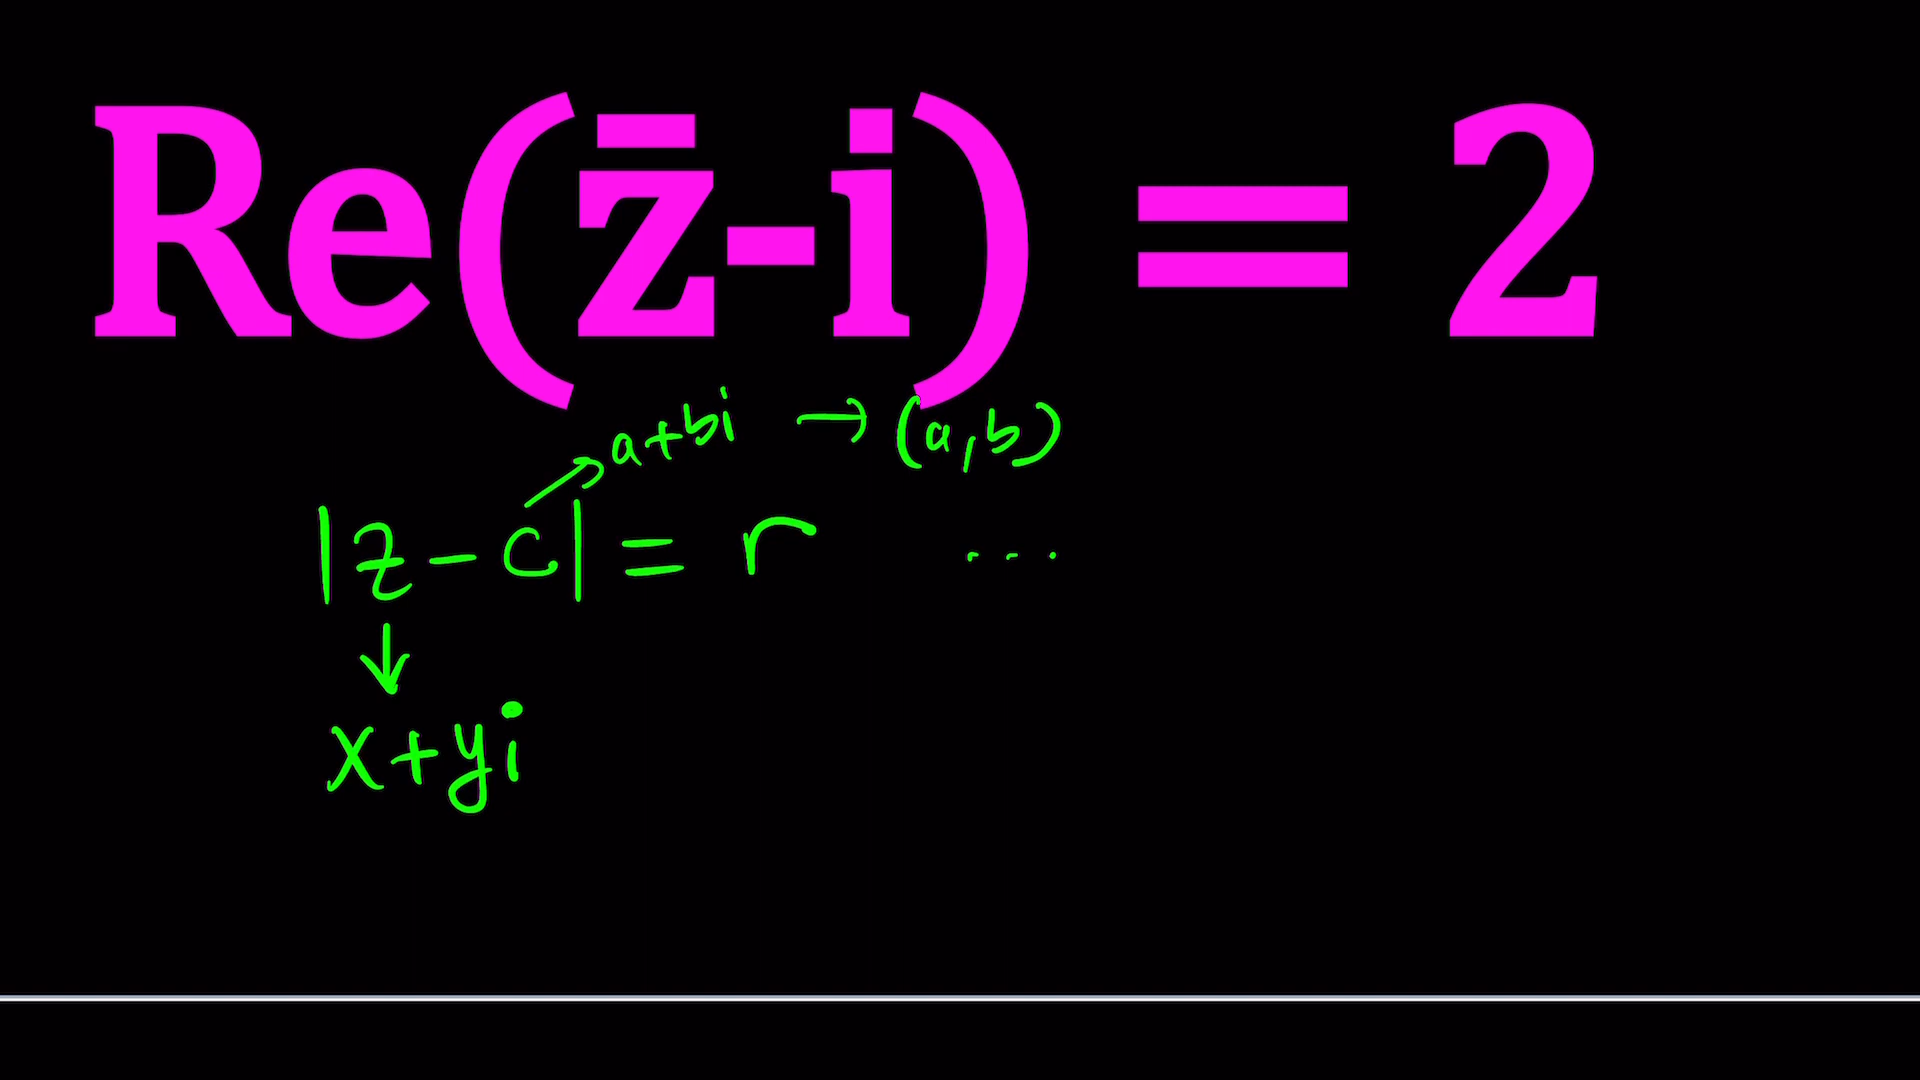 Re(z̄-i) = 2
a+bi → (a,b)
|z-c| = r ...
x+yi